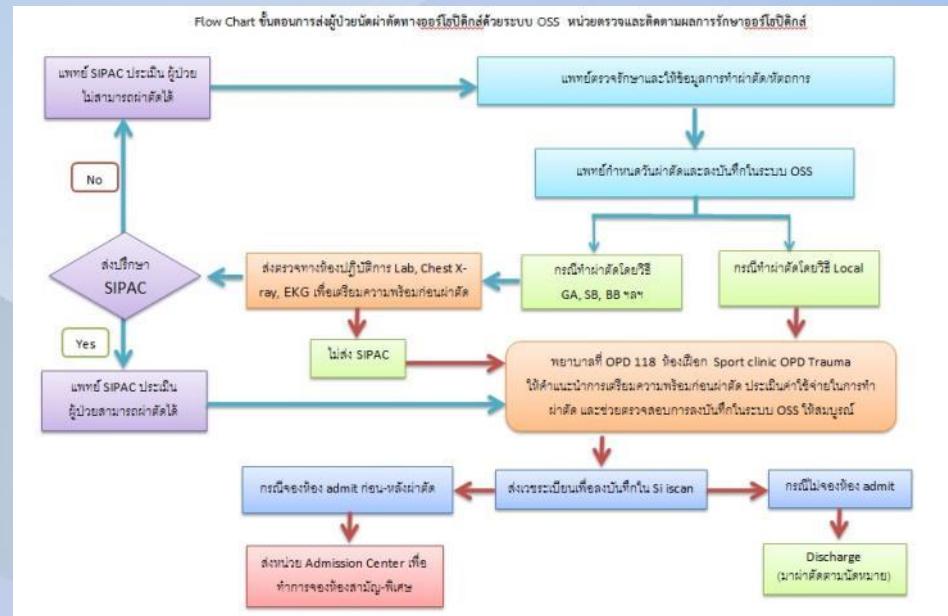 Flow Chart ขั้นตอนการส่งผู้ป่วยนัดผ่าตัดทางออร์โธปิดิกส์ด้วยระบบ OSS หน่วยตรวจและติดตามผลการรักษาออร์โธปิดิกส์
แพทย์ SIPAC ประเมิน ผู้ป่วย
ไม่สามารถผ่าตัดได้
แพทย์ตรวจรักษาและให้ข้อมูลการทำผ่าตัด/หัตถการ
แพทย์กำหนดวันผ่าตัดและลงบันทึกในระบบ OSS
No
ส่งปรึกษา
SIPAC
ส่งตรวจทางห้องปฏิบัติการ Lab, Chest X-
ray, EKG เพื่อเตรียมความพร้อมก่อนผ่าตัด
กรณีทำผ่าตัดโดยวิธี
GA, SB, BB ฯลฯ
กรณีทำผ่าตัดโดยวิธี Local
Yes
ไม่ส่ง SIPAC
แพทย์ SIPAC ประเมิน
ผู้ป่วยสามารถผ่าตัดได้
พยาบาลที่ OPD 118 ห้องเฝือก Sport clinic OPD Trauma
ให้คำแนะนำการเตรียมความพร้อมก่อนผ่าตัด ประเมินค่าใช้จ่ายในการทำ
ผ่าตัด และช่วยตรวจสอบการลงบันทึกในระบบ OSS ให้สมบูรณ์
กรณีจองห้อง admit ก่อน-หลังผ่าตัด
ส่งเวชระเบียนเพื่อลงบันทึกใน Si iscan
กรณีไม่จองห้อง admit
ส่งหน่วย Admission Center เพื่อ
ทำการจองห้องสามัญ-พิเศษ
Discharge
(มาผ่าตัดตามนัดหมาย)